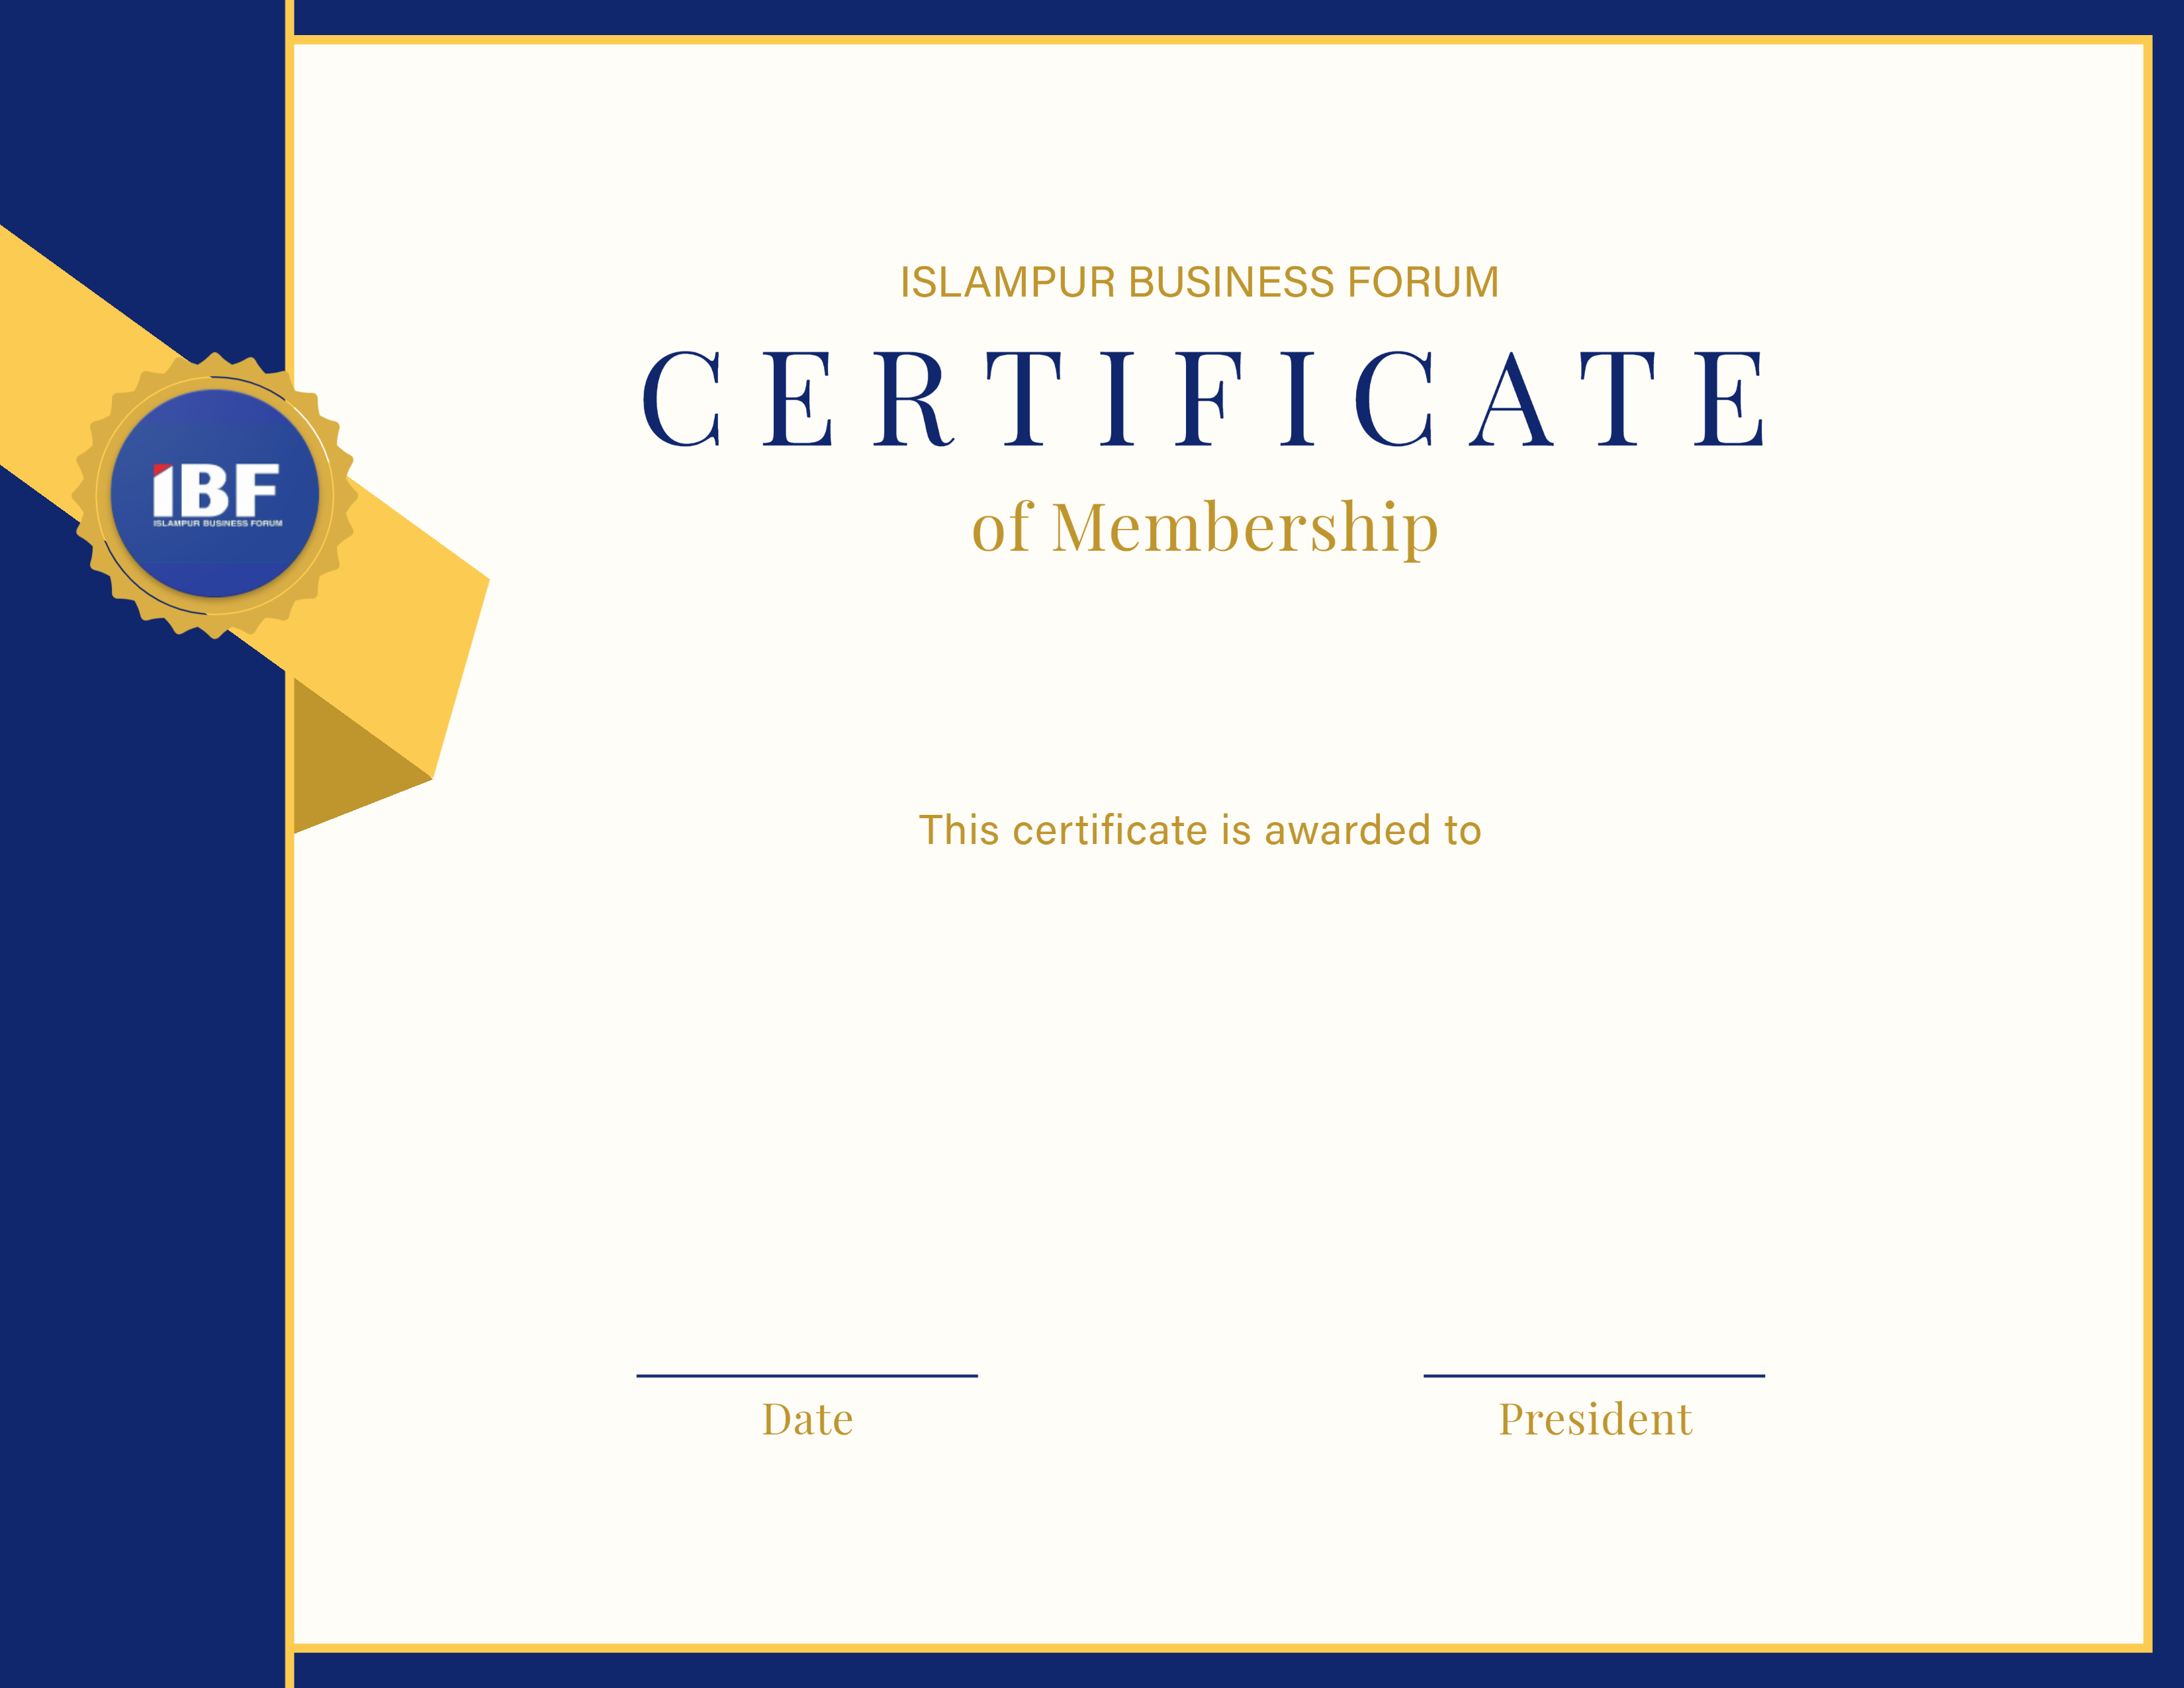 ISLAMPUR BUSINESS FORUM
CERTIFICATE
of Membership
IBF
ISLAMPUR BUSINESS FORUM
This certificate is awarded to
Date
President